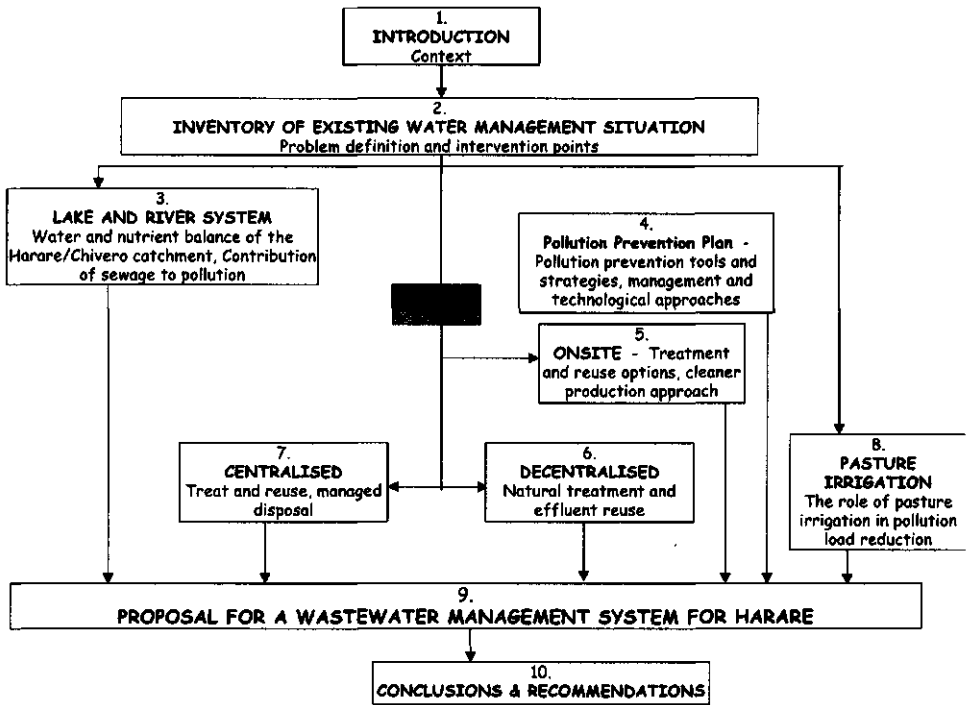 1.
INTRODUCTION
Context
2.
INVENTORY OF EXISTING WATER MANAGEMENT SITUATION
Problem definition and intervention points
3.
LAKE AND RIVER SYSTEM
Water and nutrient balance of the
Harare/Chivero catchment, Contribution
of sewage to pollution
4.
Pollution Prevention Plan -
Pollution prevention tools and
strategies, management and
technological approaches
5.
ONSITE - Treatment
and reuse options, cleaner
production approach
7.
CENTRALISED
Treat and reuse, managed
disposal
6.
DECENTRALISED
Natural treatment and
effluent reuse
8.
PASTURE
IRRIGATION
The role of pasture
irrigation in pollution
load reduction
9.
PROPOSAL FOR A WASTEWATER MANAGEMENT SYSTEM FOR HARARE
10.
CONCLUSIONS & RECOMMENDATIONS